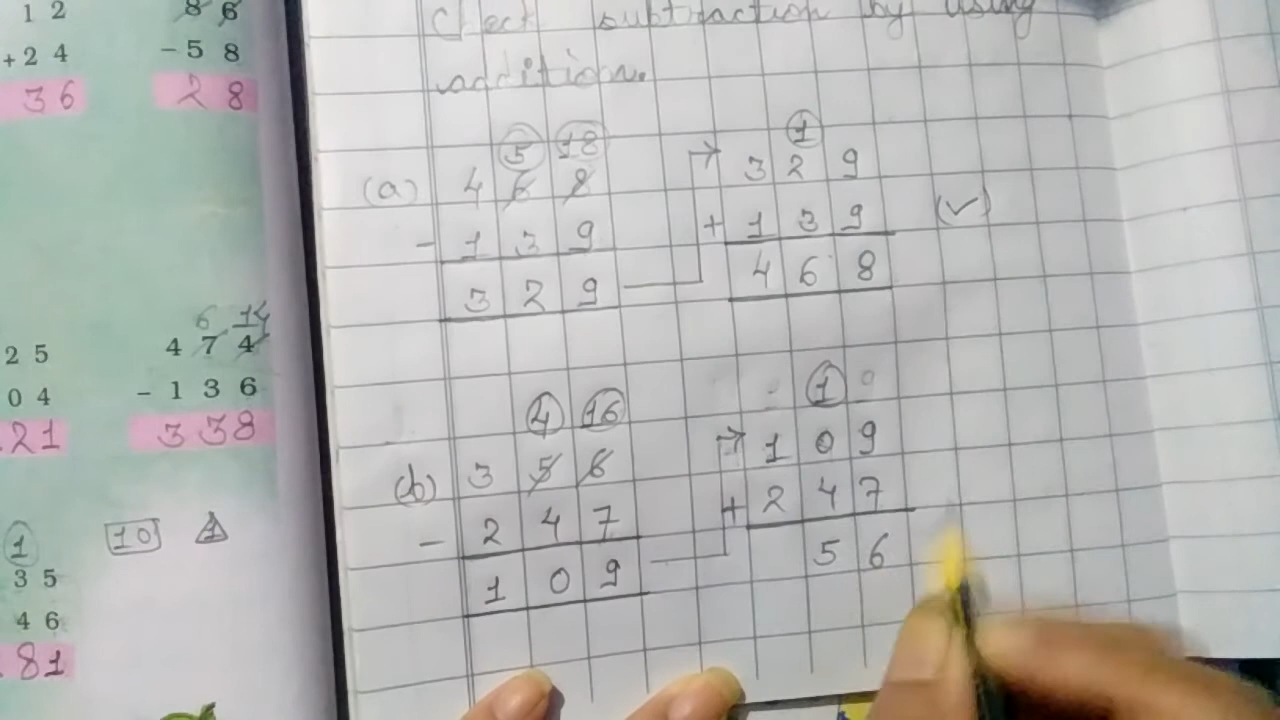 1 2
+ 2 4
3 6
8 6
- 5 8
2 8
2 5
0 4
21
6 14
4 7 4
- 1 3 6
3 3 8
1 10 1
3 5
4 6
81
Check subtraction by using
addition.
5 18
(a) 4 6 8
- 1 3 9
3 2 9
1
3 2 9
+ 1 3 9
4 6 8
(✓)
4 16
(b) 3 5 6
- 2 4 7
1 0 9
1
1 0 9
+ 2 4 7
5 6